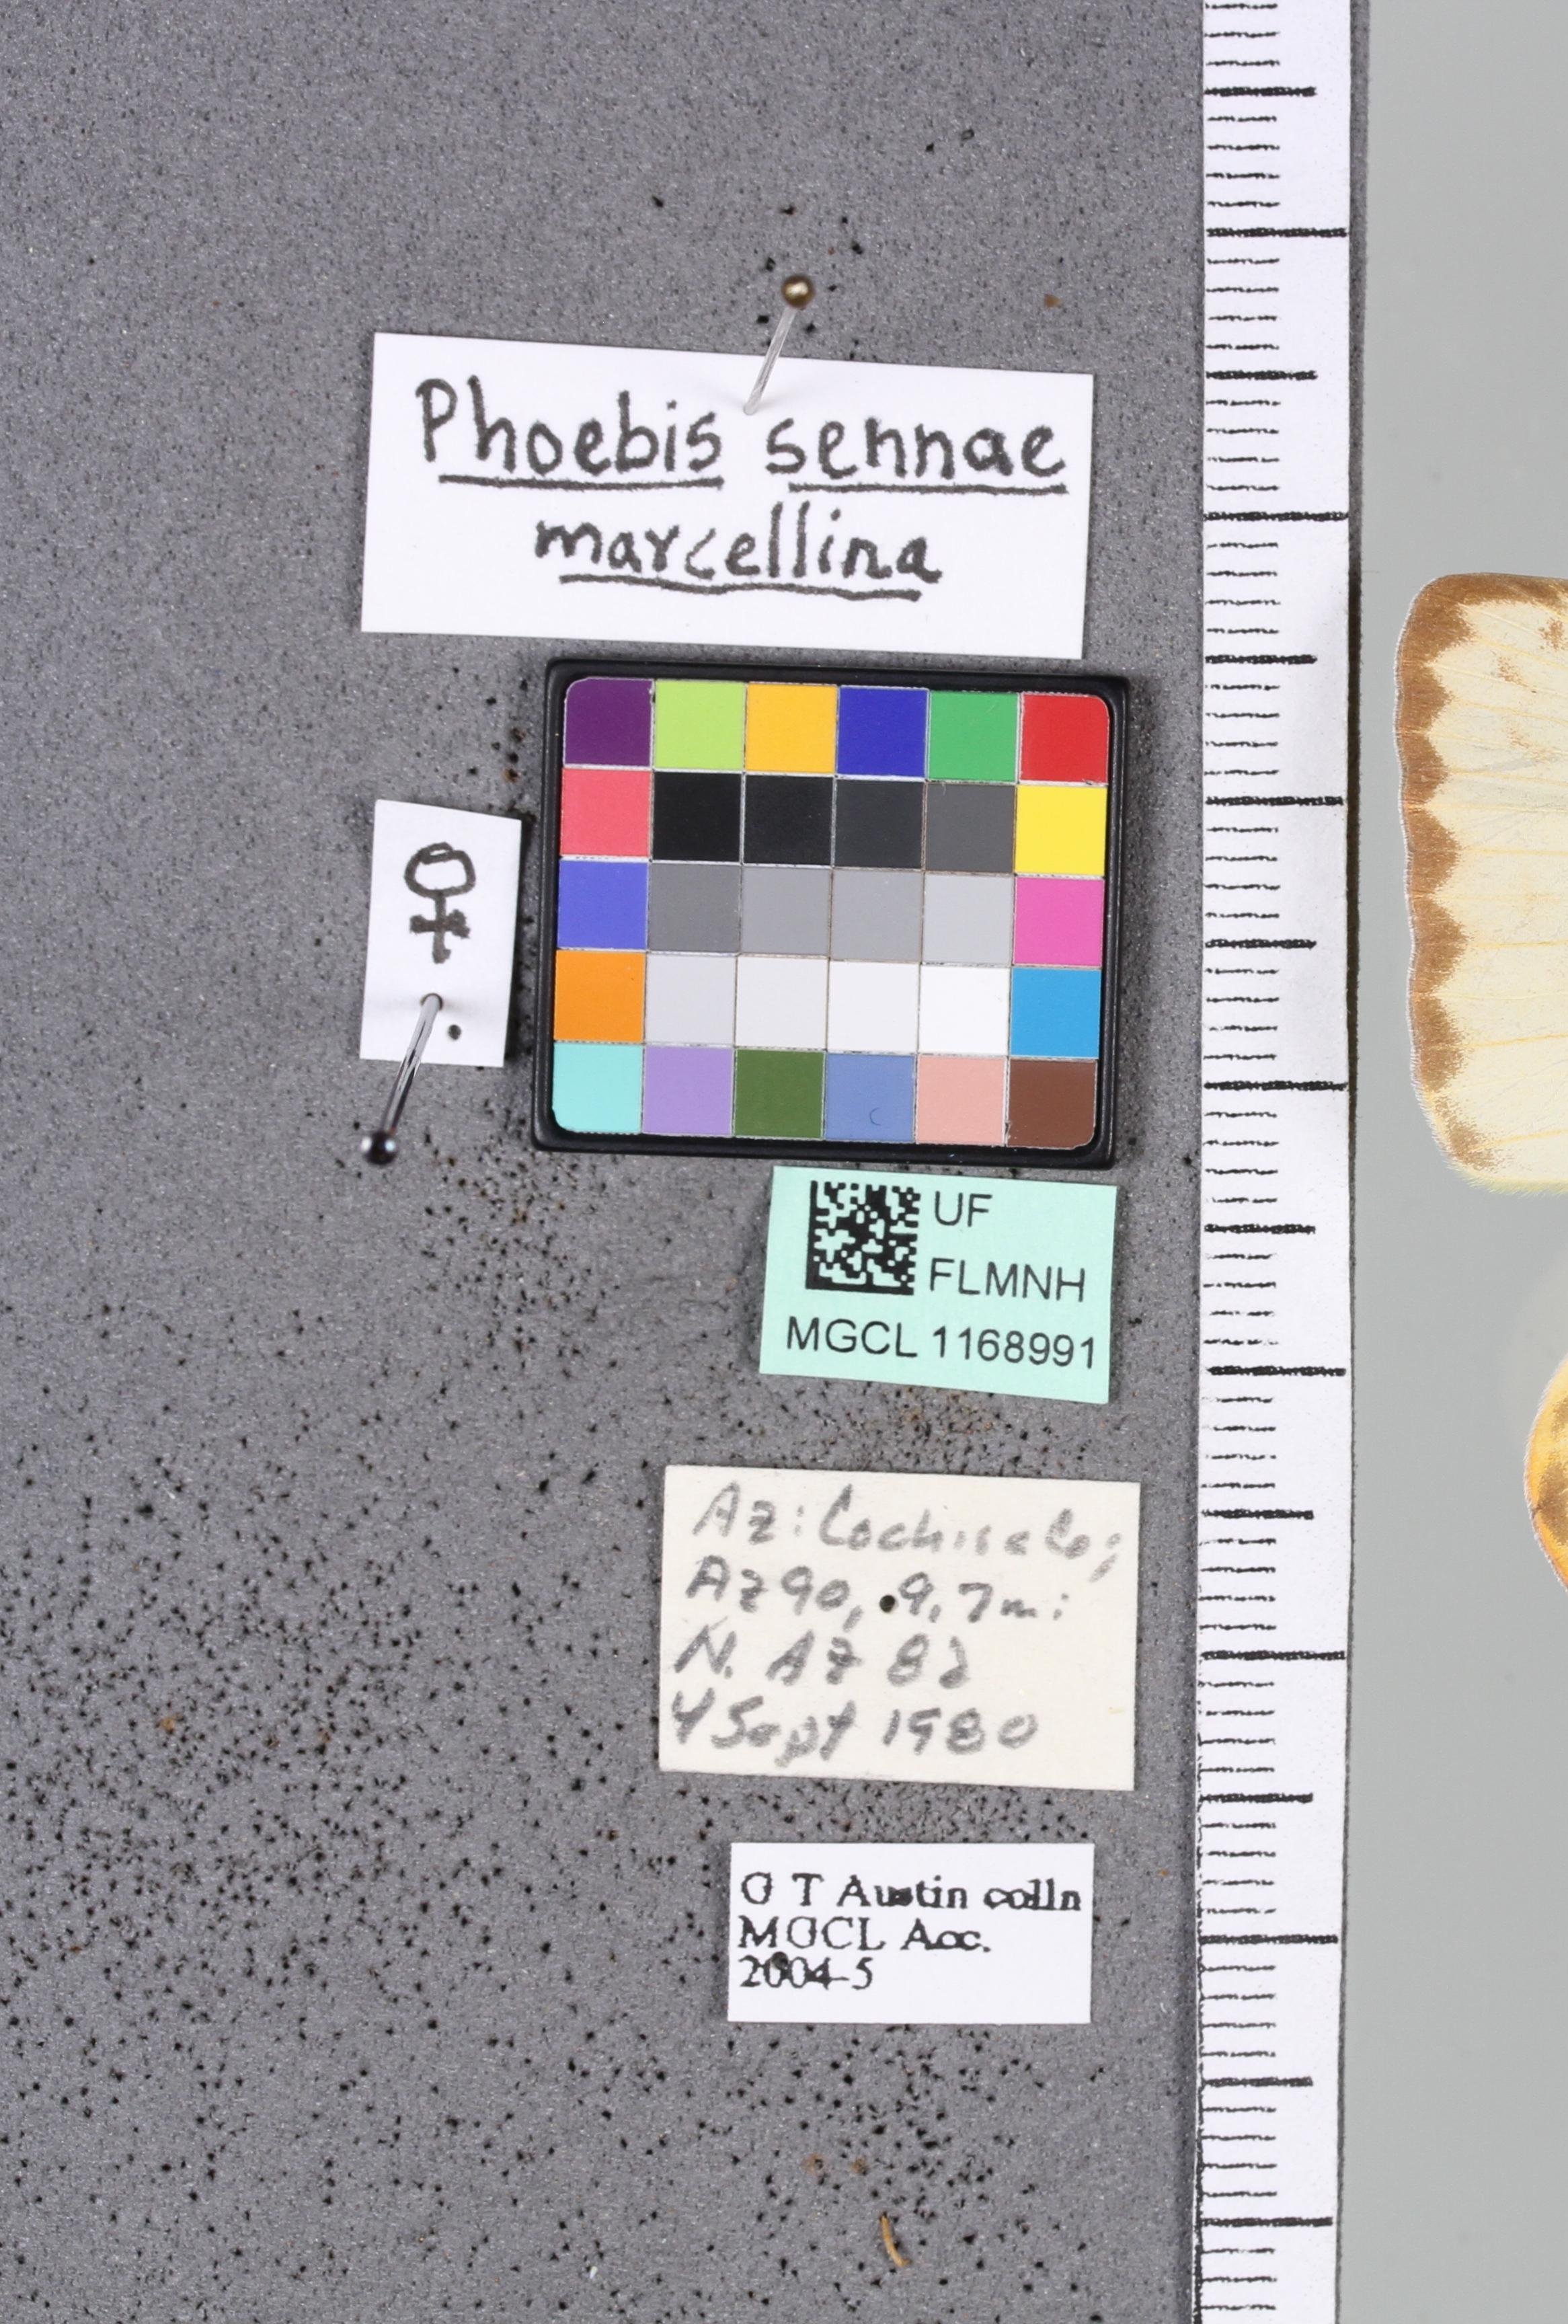 Phoebis sennae
marcellina
♀
UF
FLMNH
MGCL 1168991
Az: Cochise Co;
Az 90, 9.7 mi
N. Az 82
4 Sept 1980
G T Austin colln
MGCL Acc.
2004-5